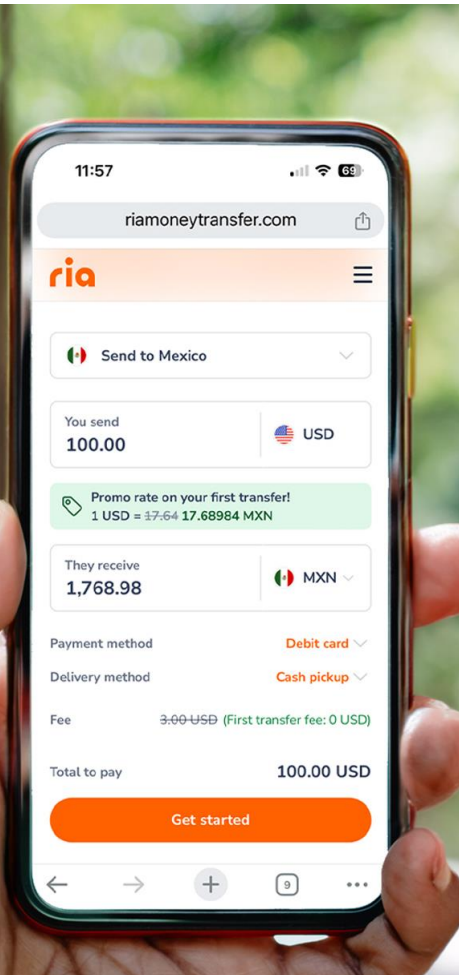 11:57
69
riamoneytransfer.com
ria
Send to Mexico
You send
100.00
USD
Promo rate on your first transfer!
1 USD = 17.64 17.68984 MXN
They receive
1,768.98
MXN
Payment method Debit card
Delivery method Cash pickup
Fee 3.00 USD (First transfer fee: 0 USD)
Total to pay 100.00 USD
Get started
9